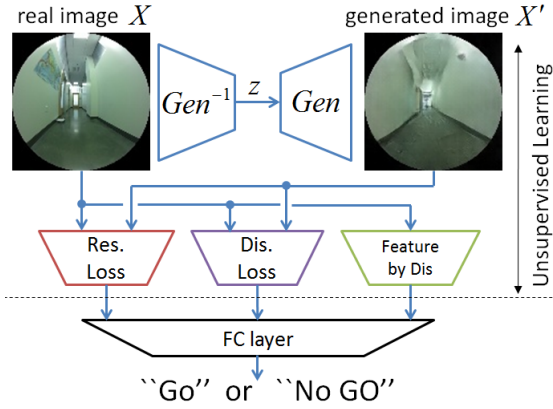 real image X
generated image X′
Gen⁻¹
z
Gen
Unsupervised Learning
Res.
Loss
Dis.
Loss
Feature
by Dis
FC layer
``Go'' or ``No GO''